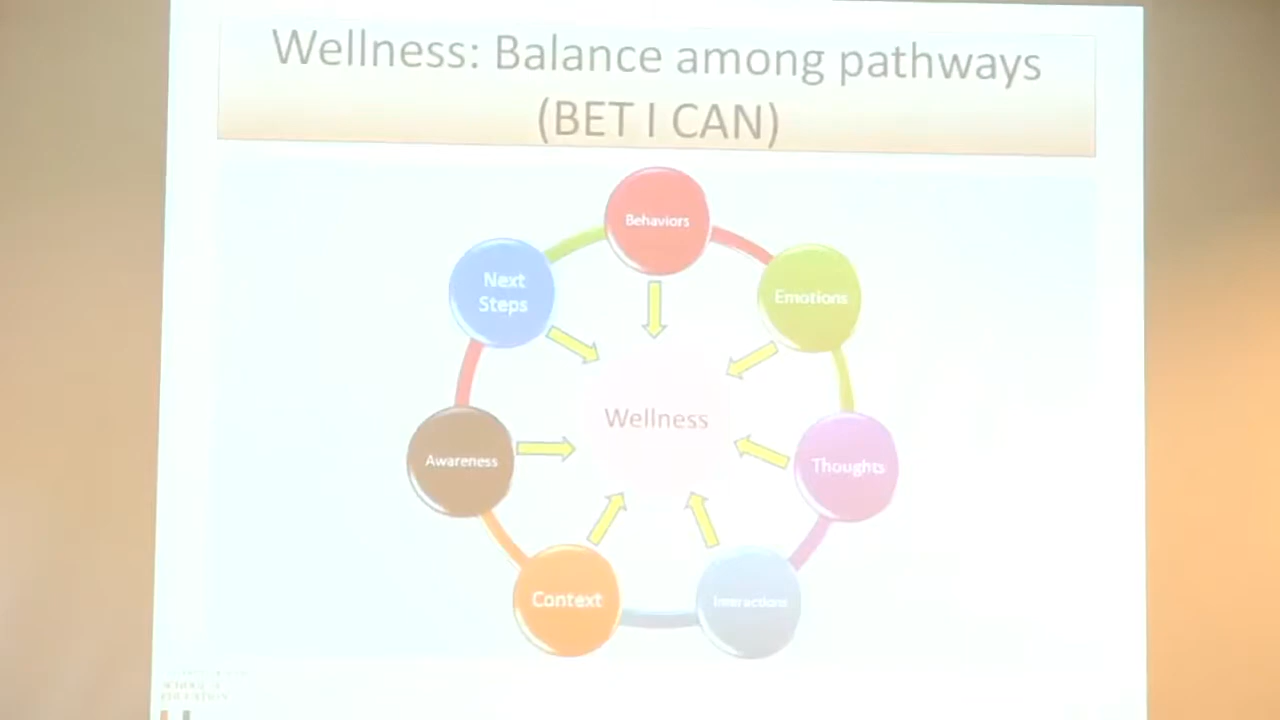 Wellness: Balance among pathways
(BET I CAN)
Behaviors
Emotions
Thoughts
Interactions
Context
Awareness
Next
Steps
Wellness